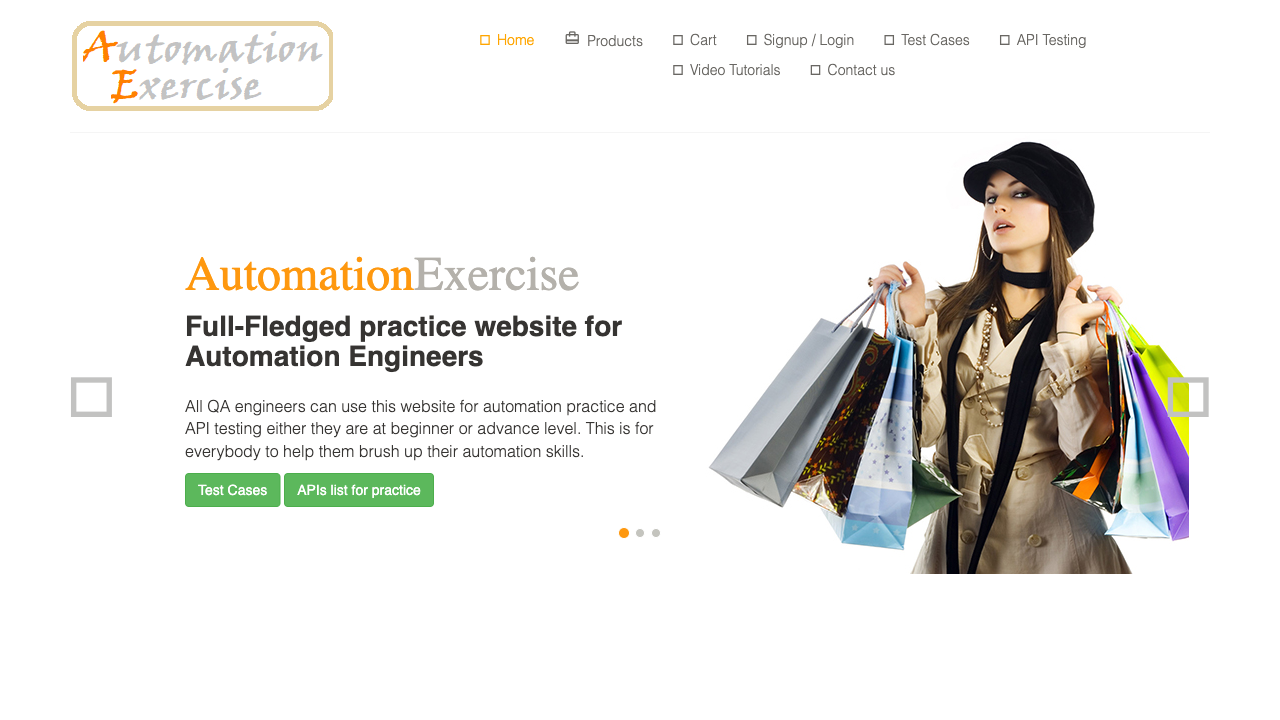 Automation
Exercise
Home Products Cart Signup / Login Test Cases API Testing
Video Tutorials Contact us
AutomationExercise
Full-Fledged practice website for
Automation Engineers
All QA engineers can use this website for automation practice and
API testing either they are at beginner or advance level. This is for
everybody to help them brush up their automation skills.
Test Cases APIs list for practice